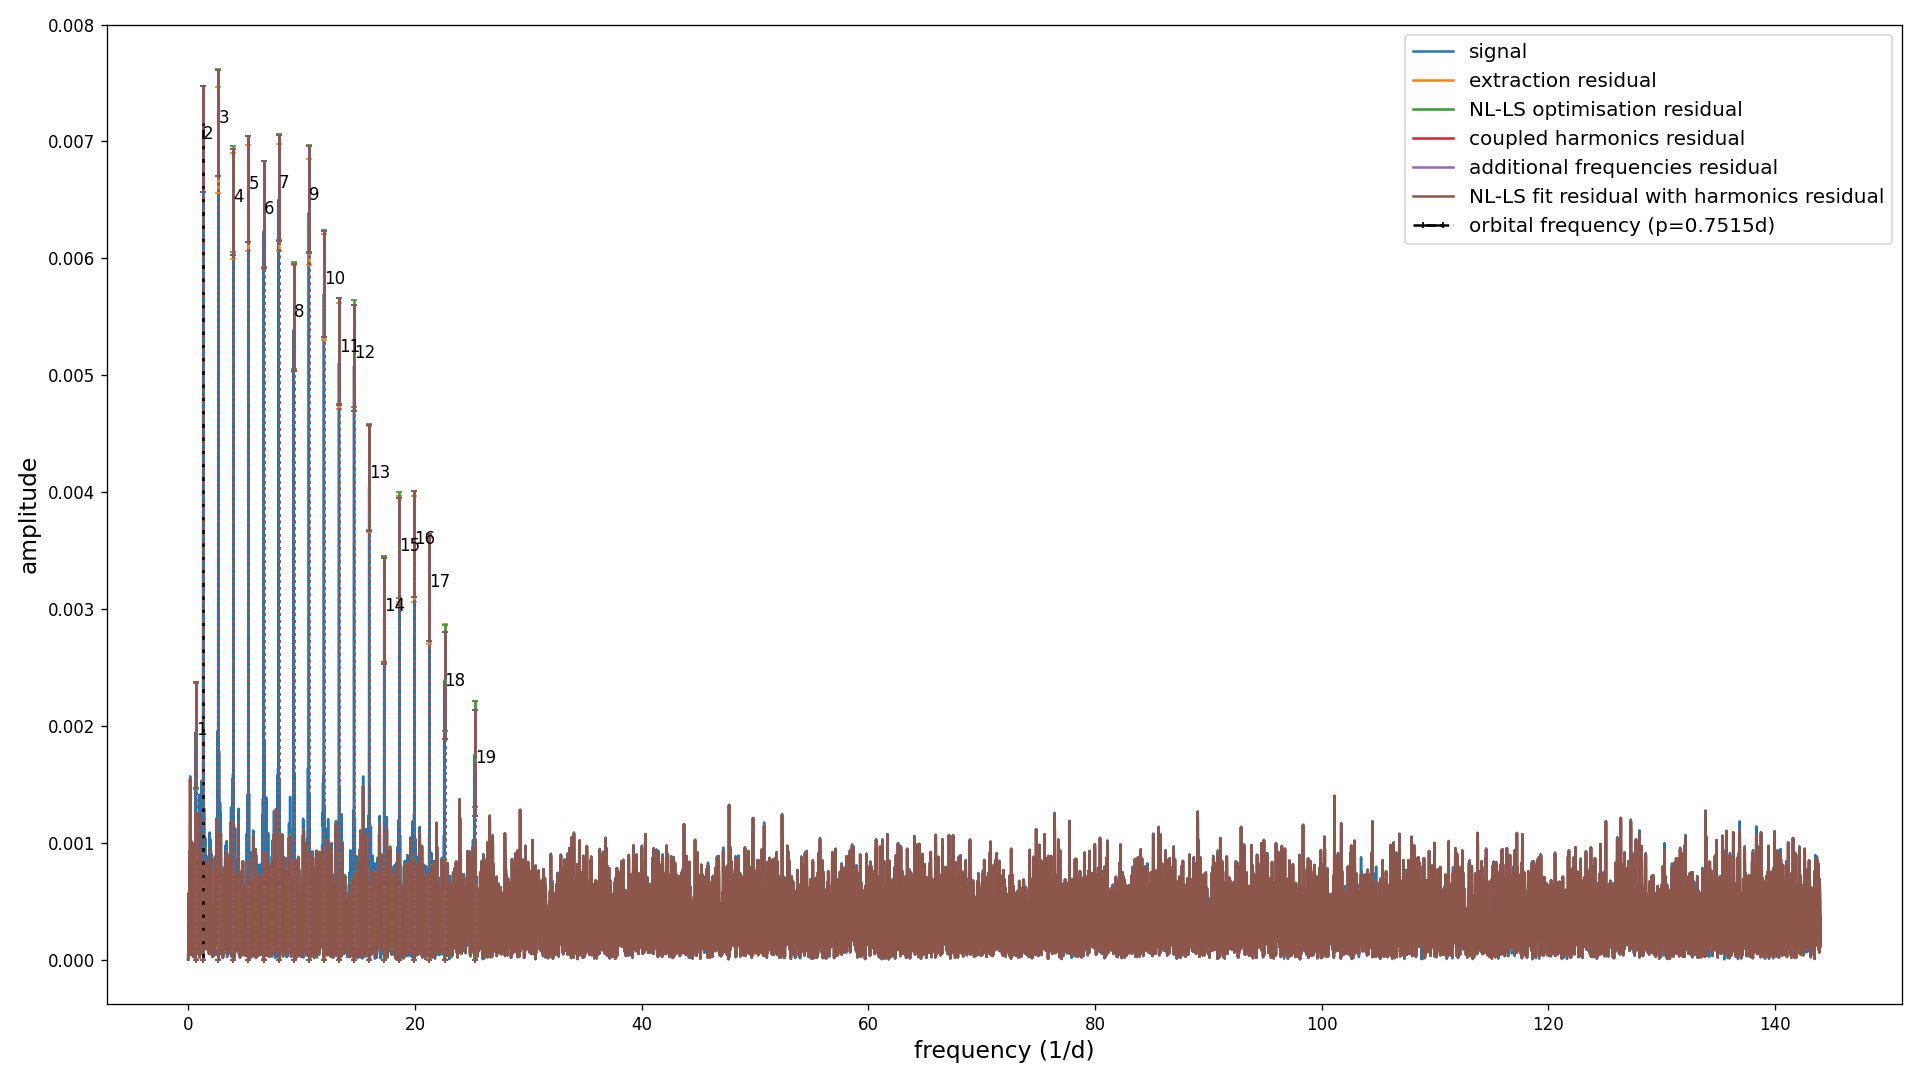 0.008
0.007
0.006
0.005
0.004
0.003
0.002
0.001
0.000
amplitude
signal
extraction residual
NL-LS optimisation residual
coupled harmonics residual
additional frequencies residual
NL-LS fit residual with harmonics residual
orbital frequency (p=0.7515d)
1
2
3
4
5
6
7
8
9
10
11
12
13
14
15
16
17
18
19
0 20 40 60 80 100 120 140
frequency (1/d)